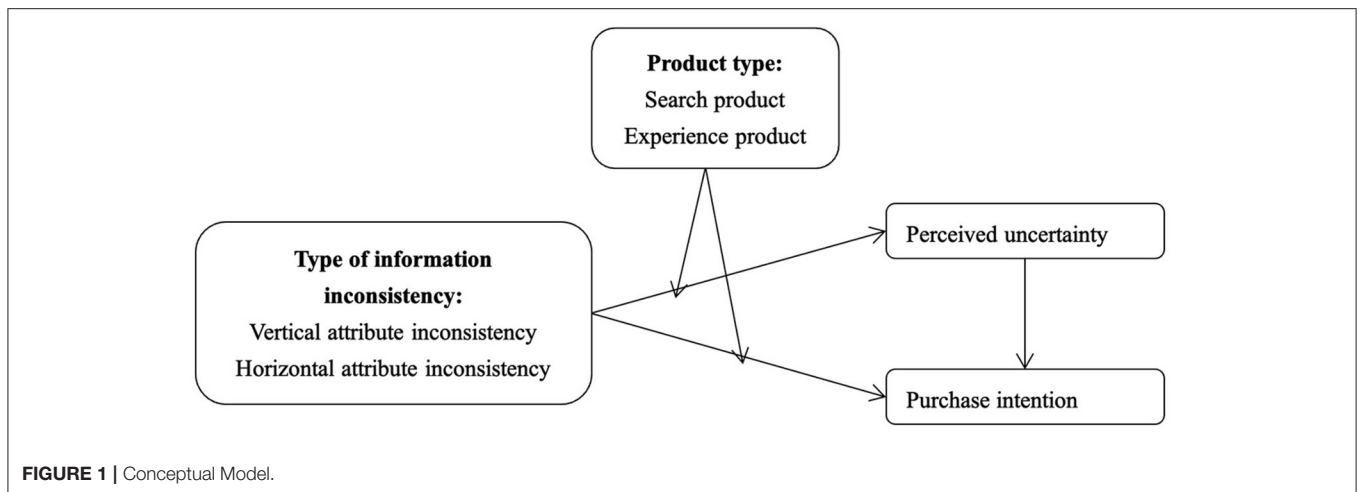 Product type:
Search product
Experience product
Type of information
inconsistency:
Vertical attribute inconsistency
Horizontal attribute inconsistency
Perceived uncertainty
Purchase intention
FIGURE 1 | Conceptual Model.